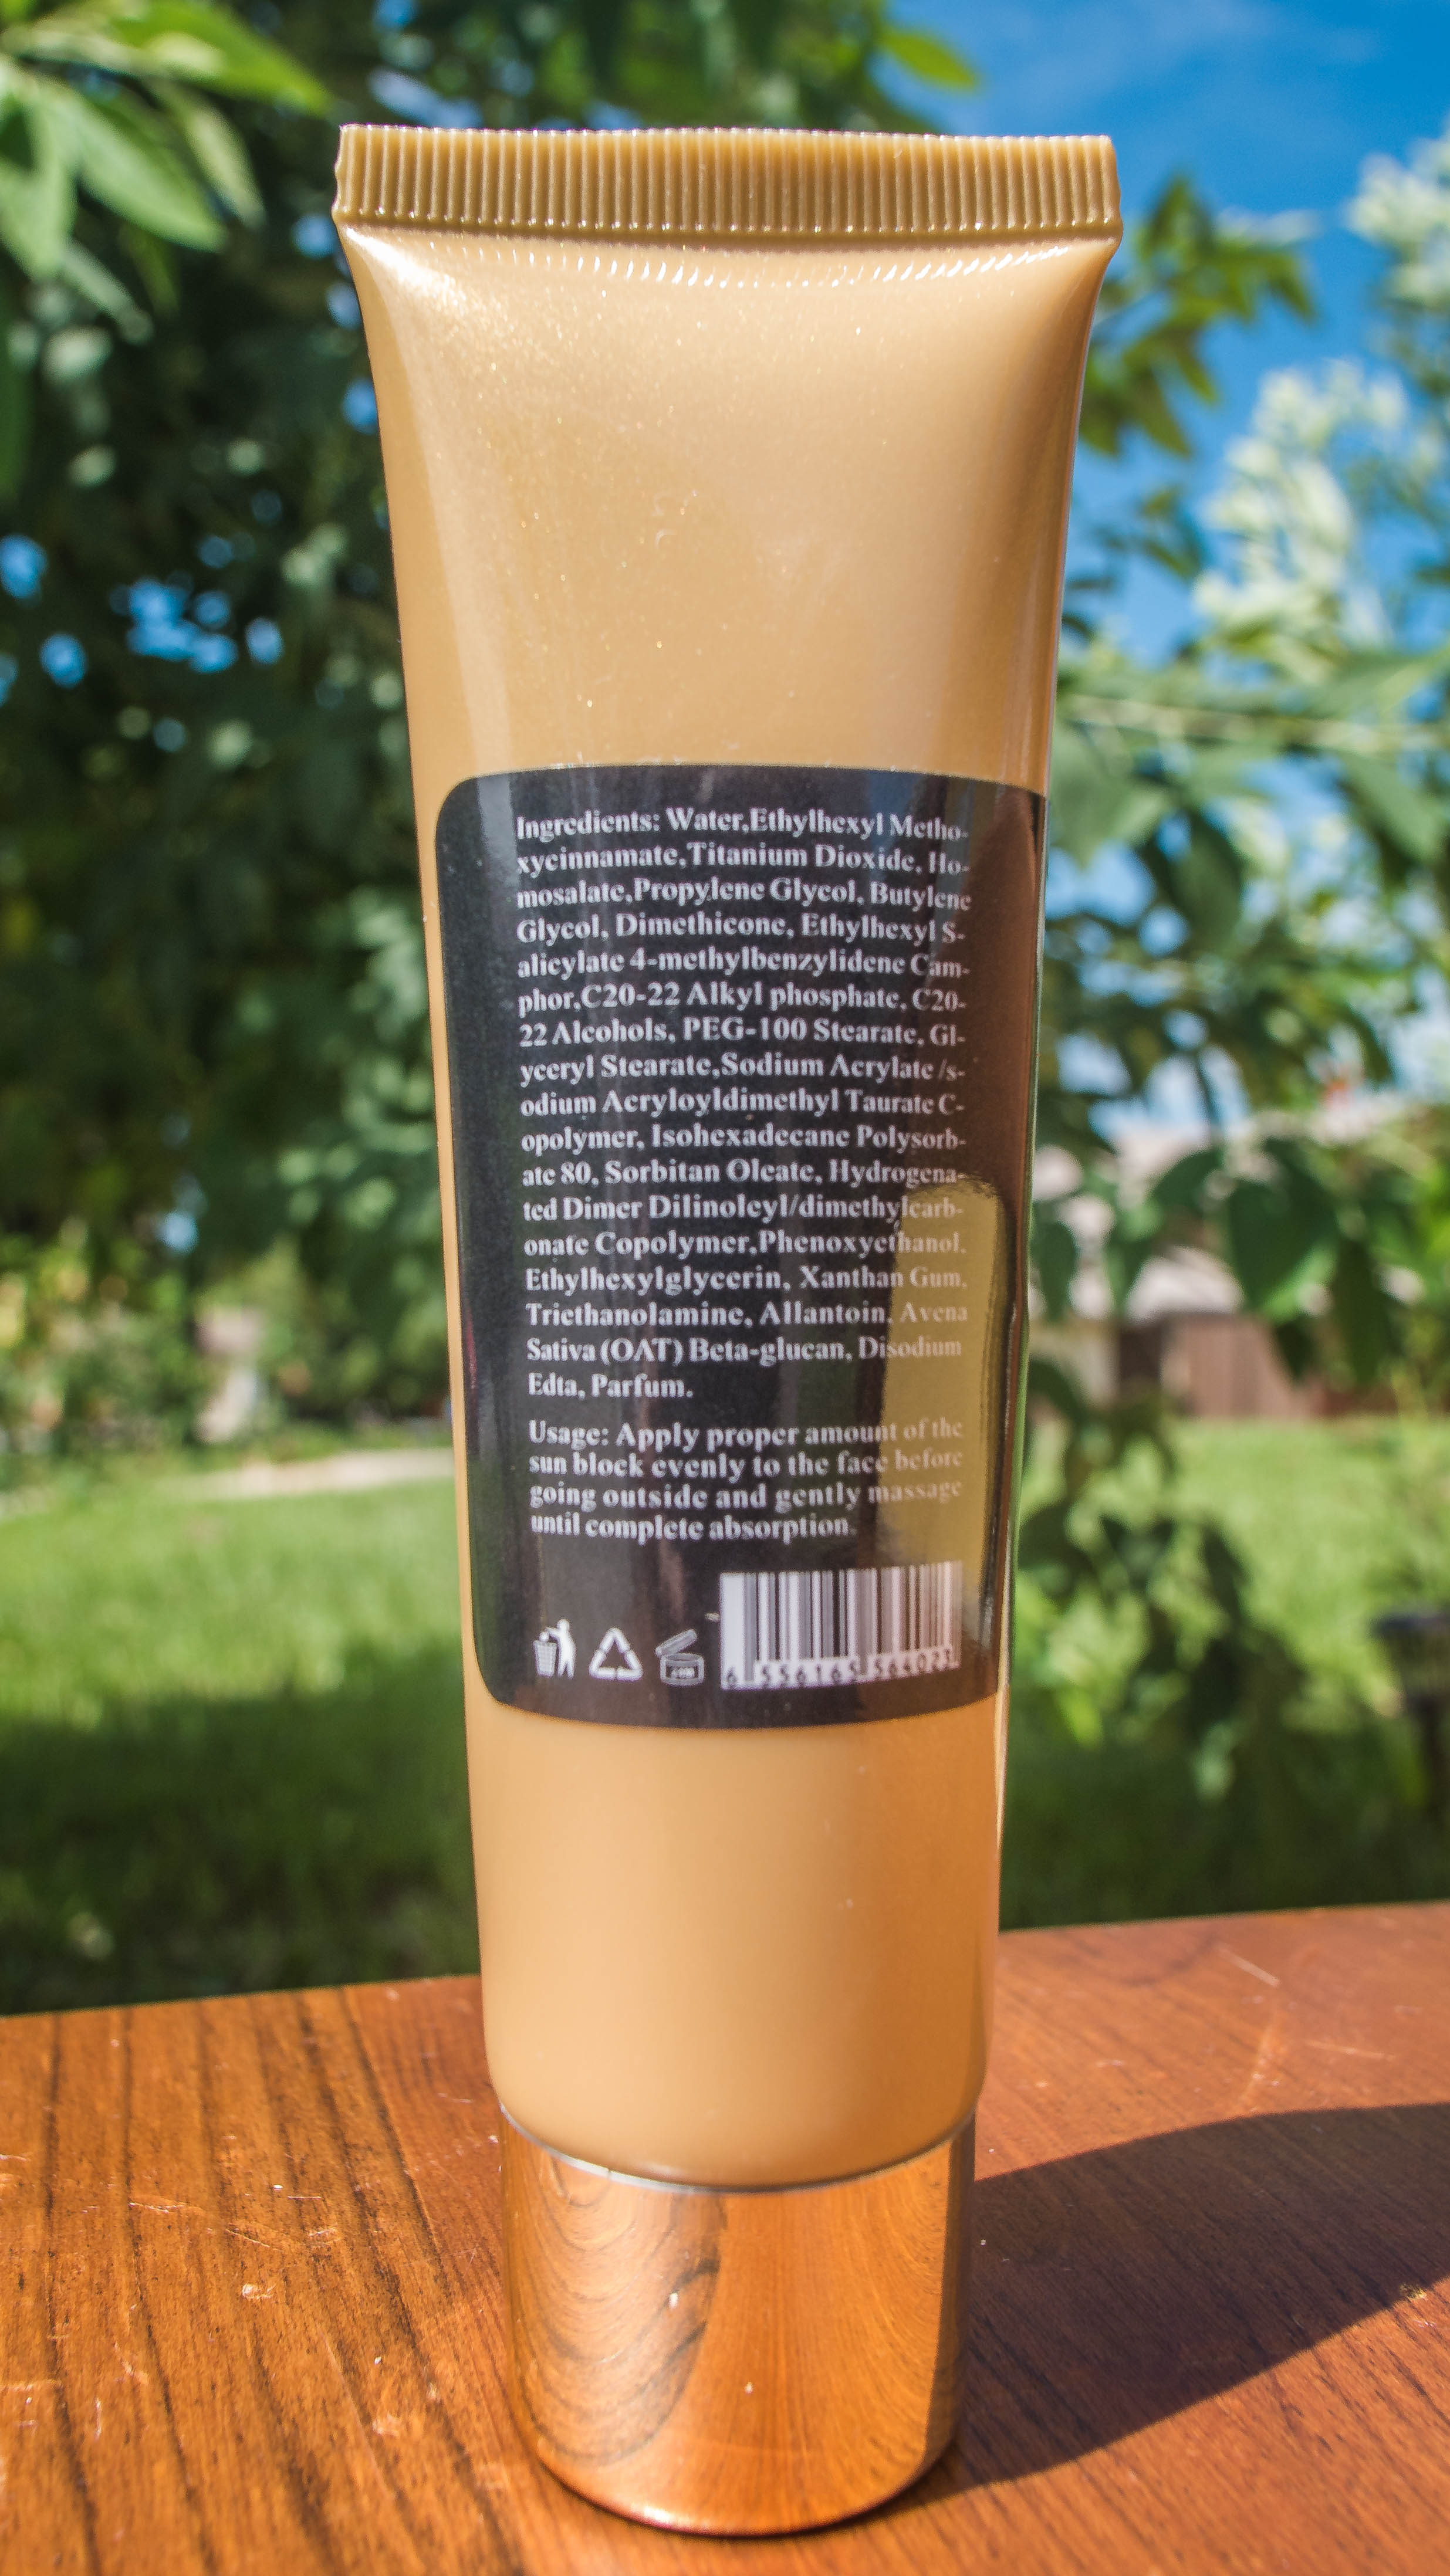 Ingredients: Water,Ethylhexyl Metho-
xycinnamate,Titanium Dioxide, Ho-
mosalate,Propylene Glycol, Butylene
Glycol, Dimethicone, Ethylhexyl S-
alicylate 4-methylbenzylidene Cam-
phor,C20-22 Alkyl phosphate, C20-
22 Alcohols, PEG-100 Stearate, Gl-
yceryl Stearate,Sodium Acrylate /s-
odium Acryloyldimethyl Taurate C-
opolymer, Isohexadecane Polysorb-
ate 80, Sorbitan Oleate, Hydrogena-
ted Dimer Dilinoleyl/dimethylcarb-
onate Copolymer,Phenoxyethanol,
Ethylhexylglycerin, Xanthan Gum,
Triethanolamine, Allantoin, Avena
Sativa (OAT) Beta-glucan, Disodium
Edta, Parfum.
Usage: Apply proper amount of the
sun block evenly to the face before
going outside and gently massage
until complete absorption.
6 556165 564023